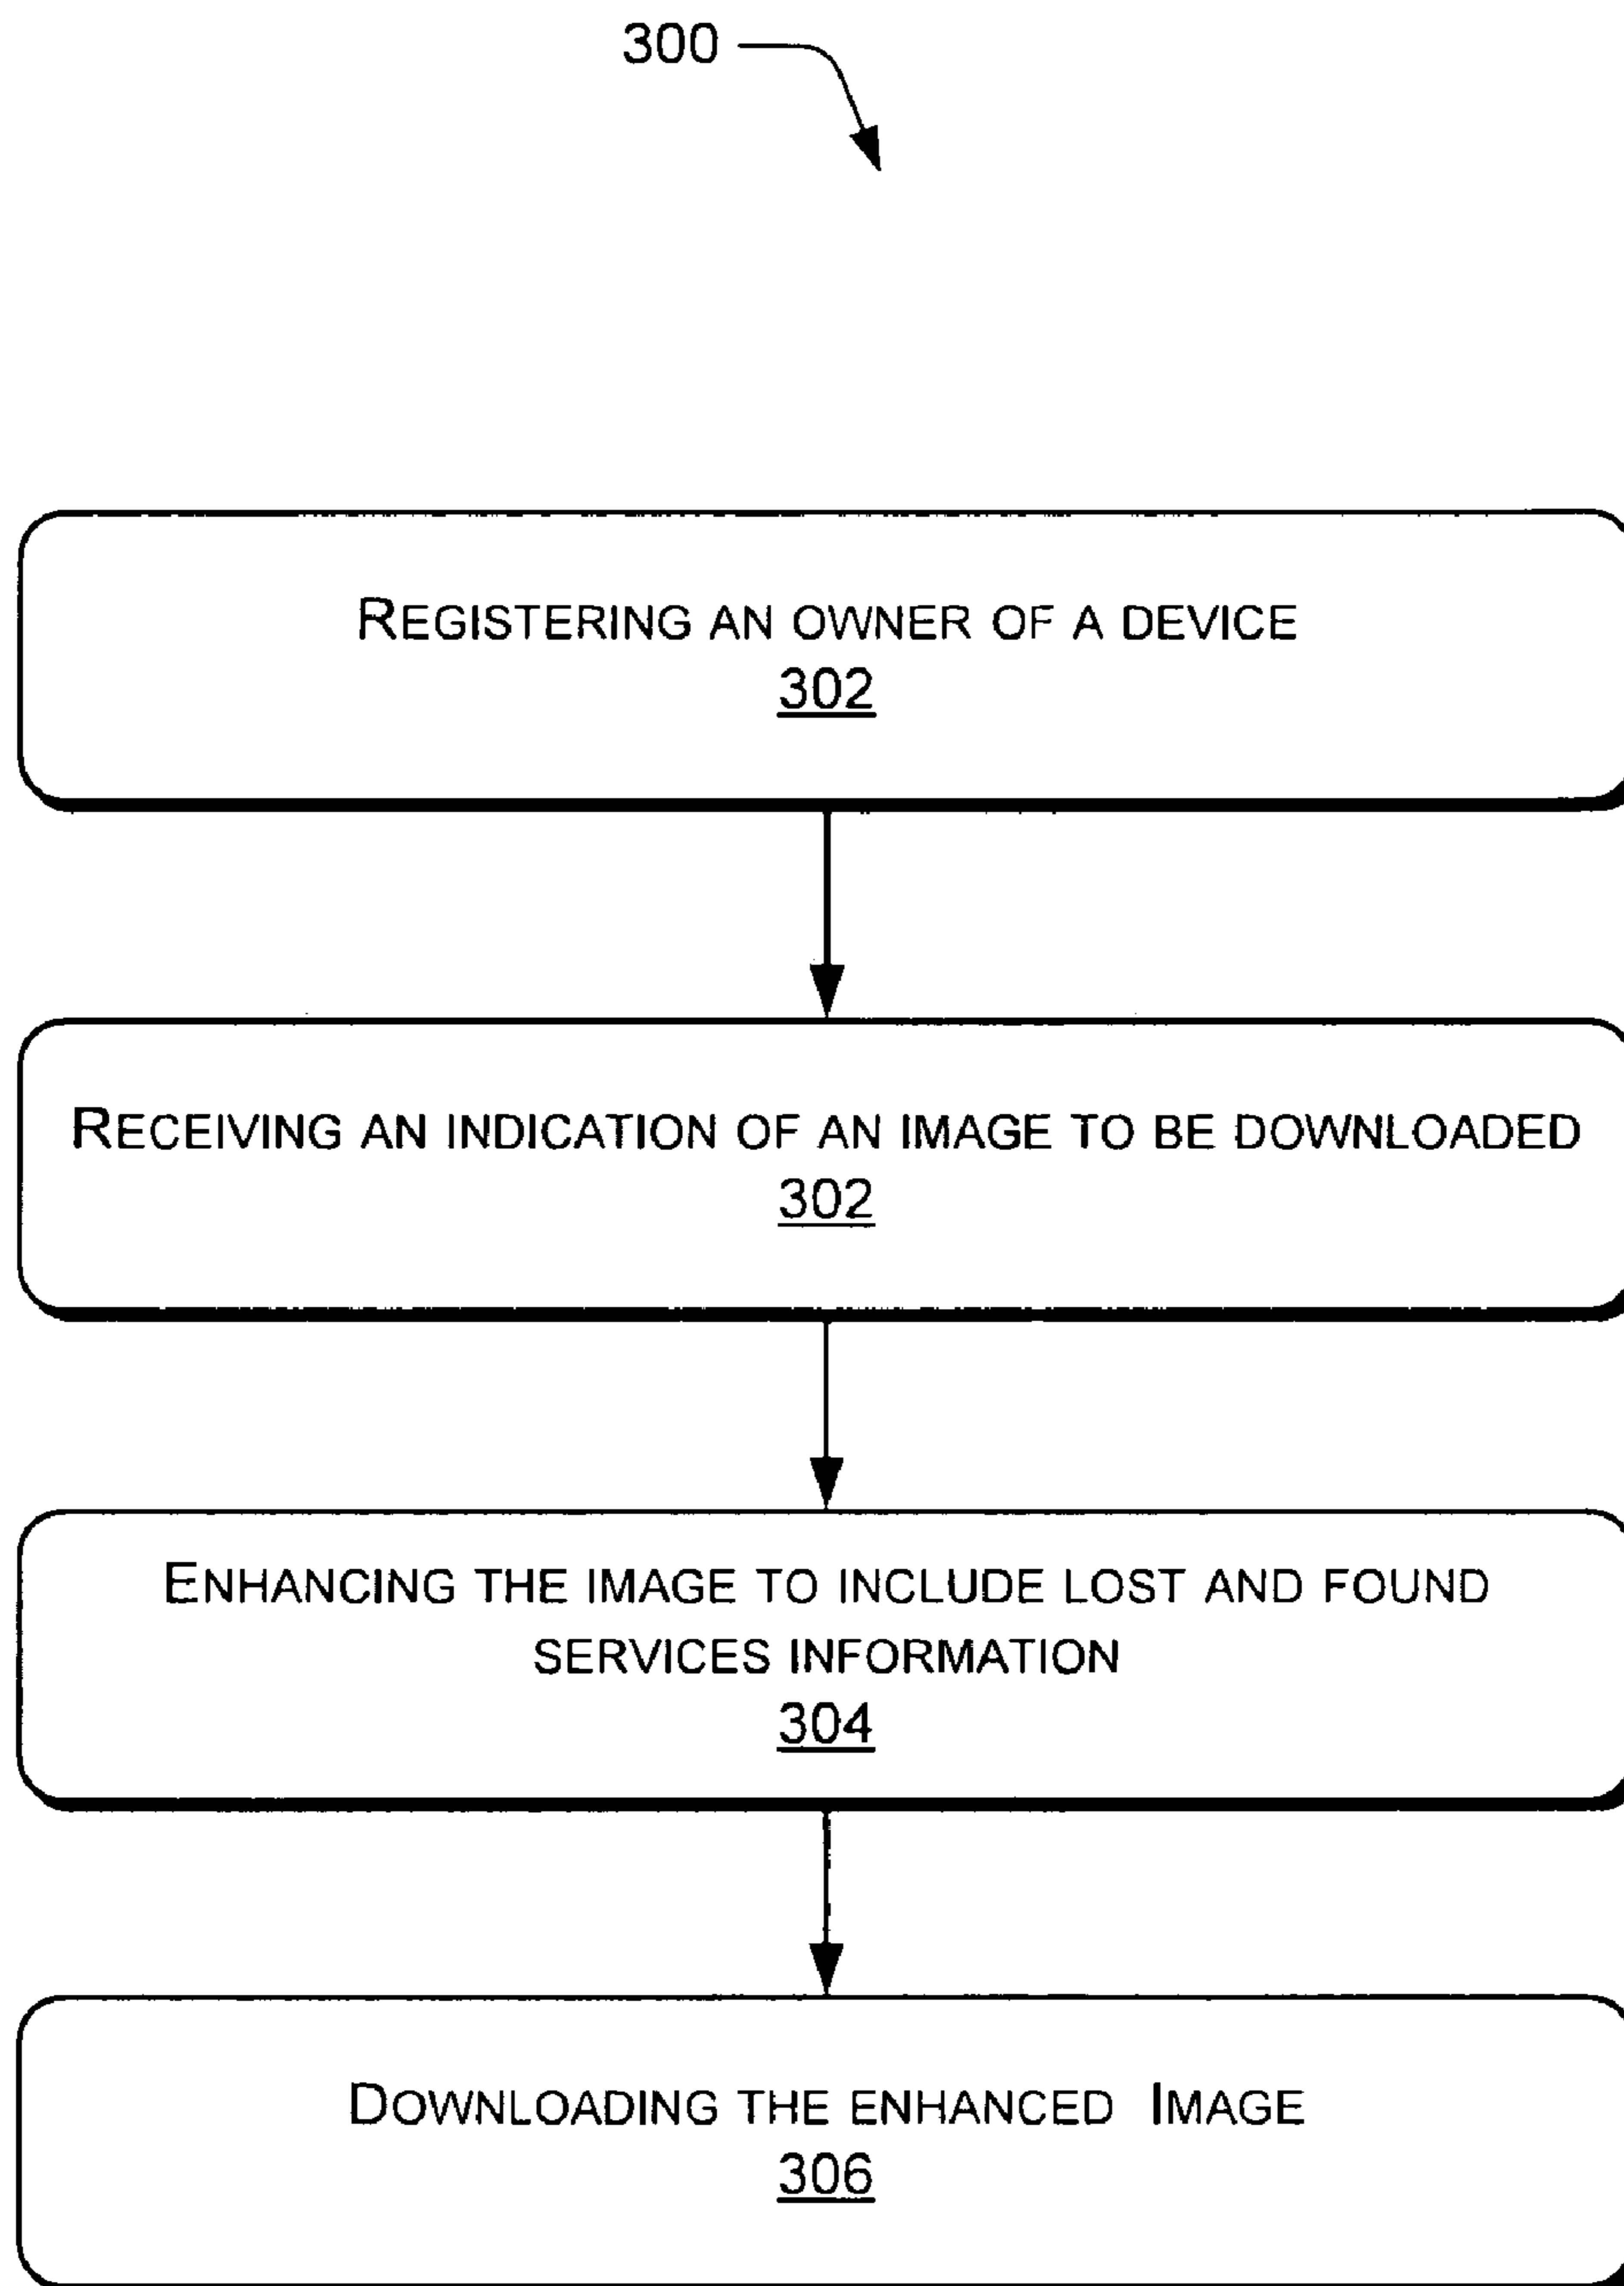 300
REGISTERING AN OWNER OF A DEVICE
302
RECEIVING AN INDICATION OF AN IMAGE TO BE DOWNLOADED
302
ENHANCING THE IMAGE TO INCLUDE LOST AND FOUND
SERVICES INFORMATION
304
DOWNLOADING THE ENHANCED IMAGE
306